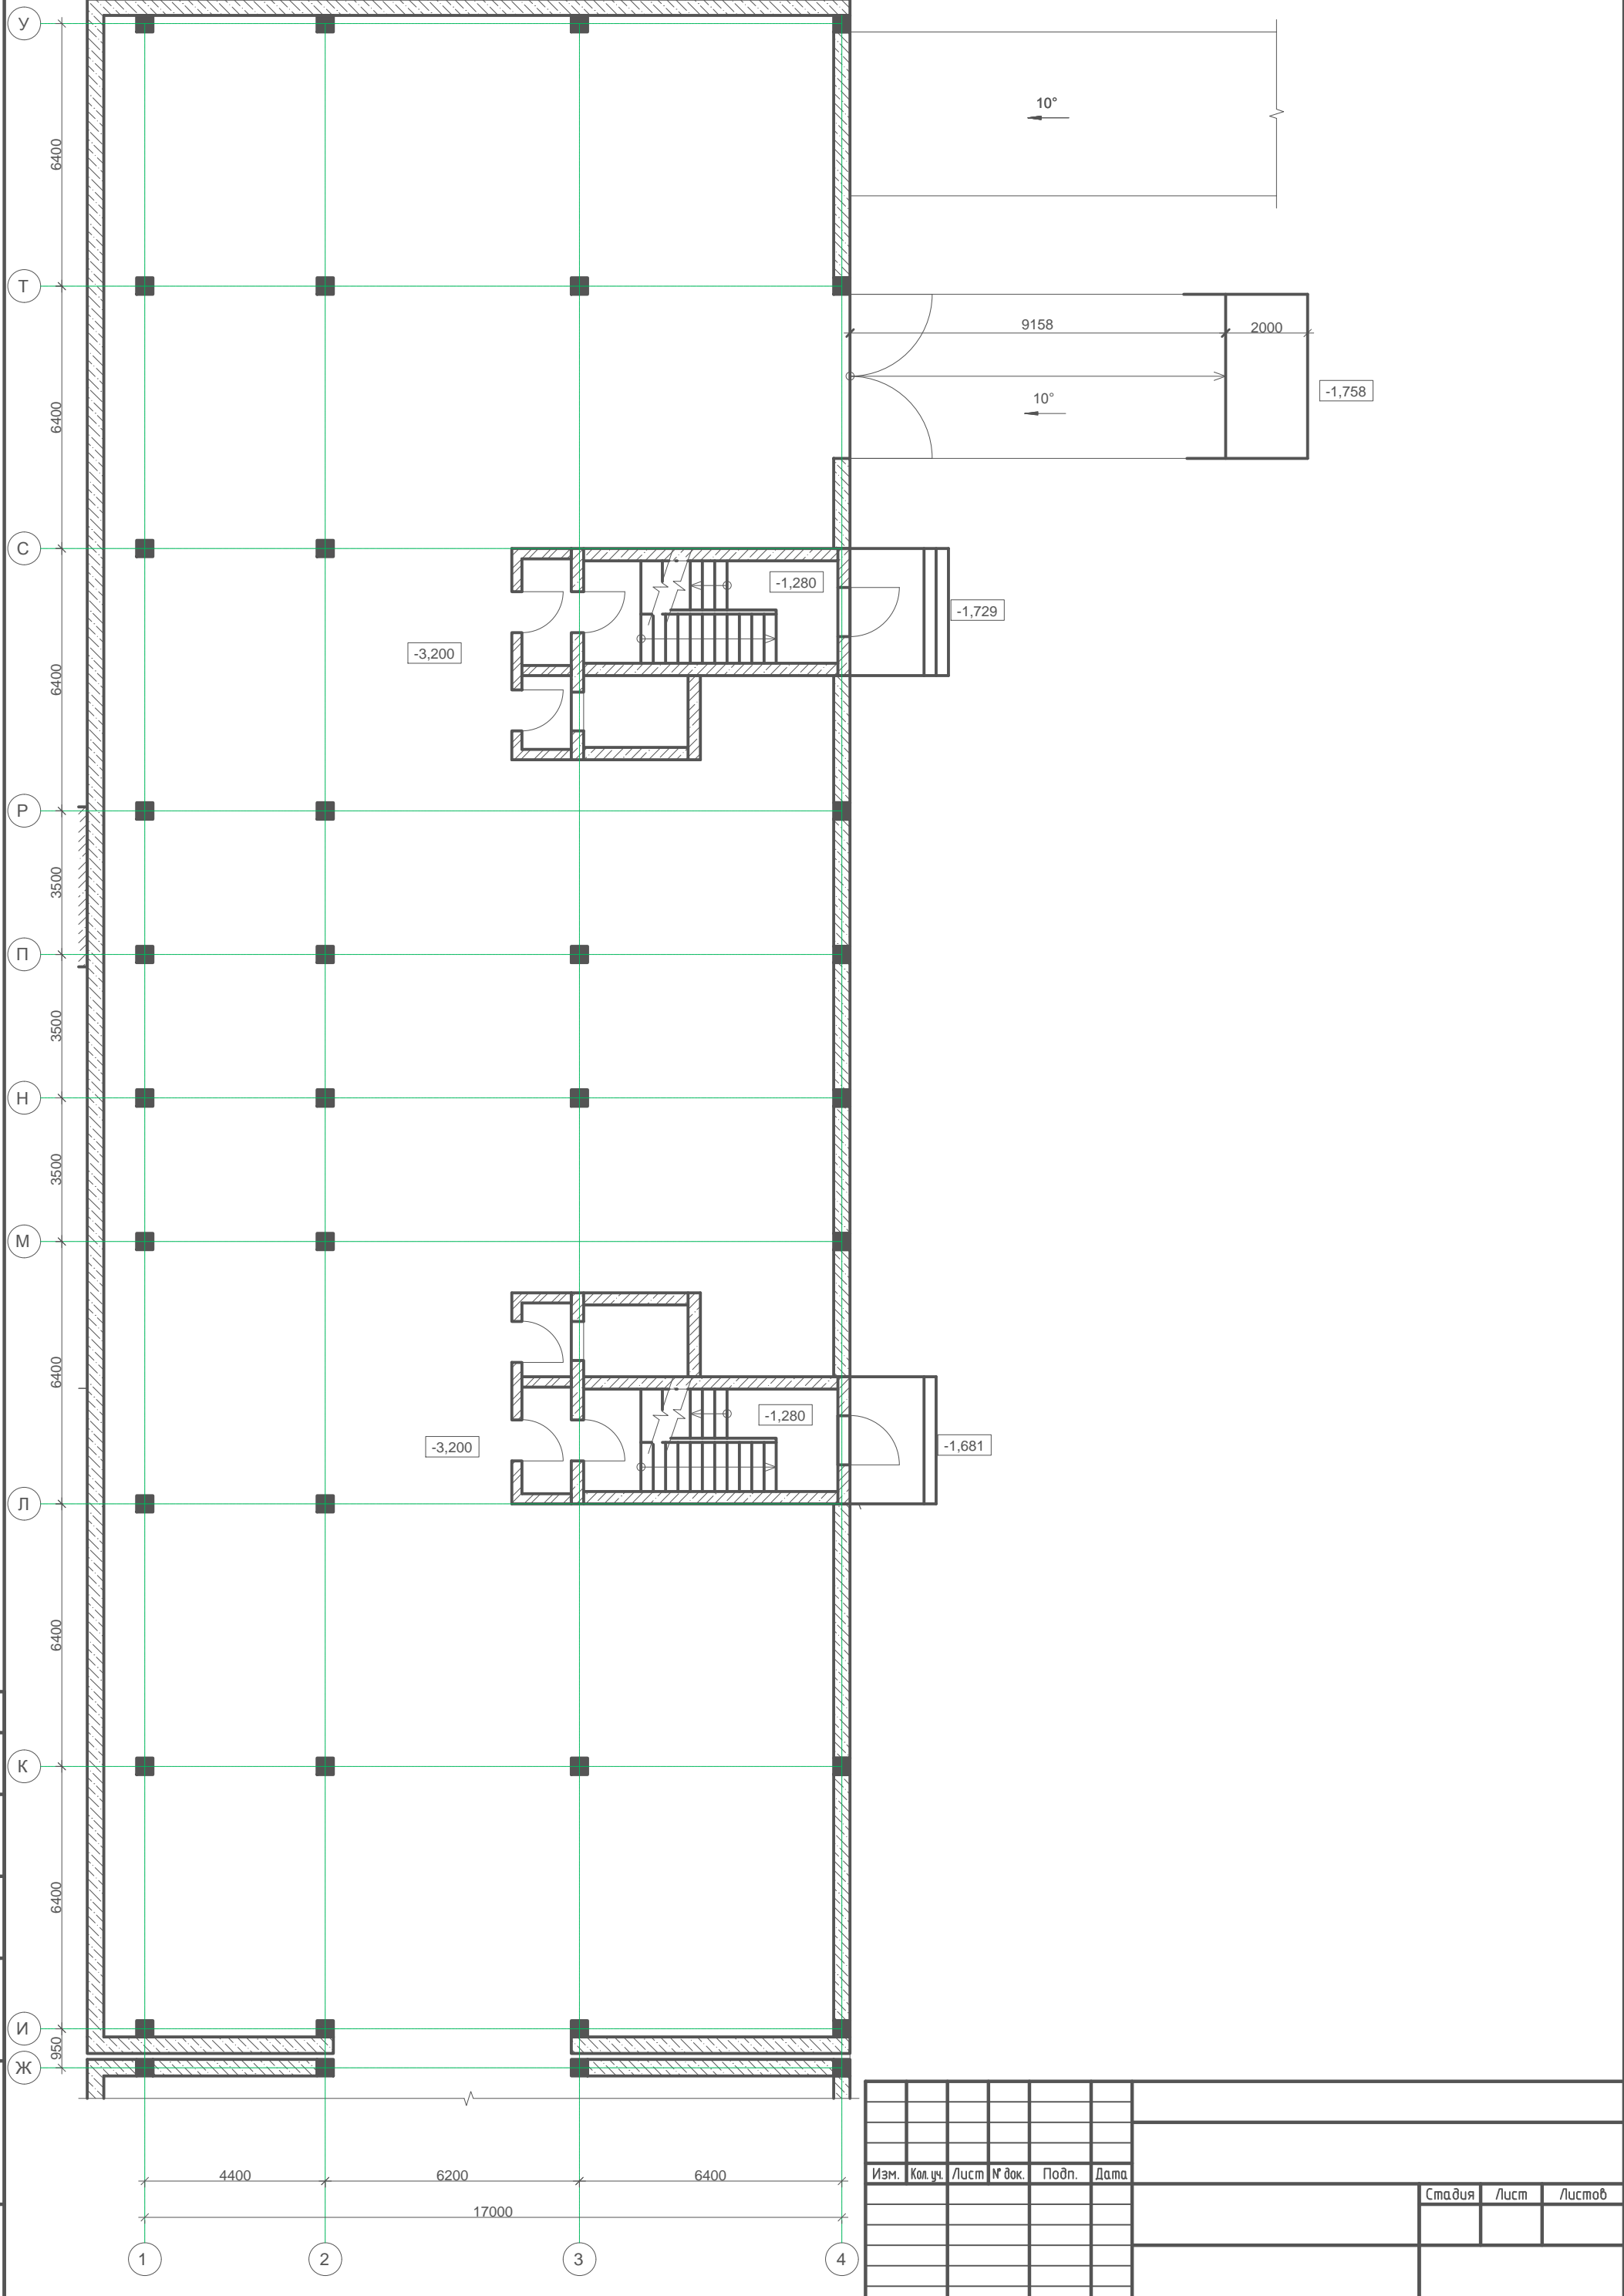 У
6400
10°
Т
9158
2000
-1,758
10°
6400
С
-1,280
-1,729
-3,200
6400
Р
3500
П
3500
Н
3500
М
6400
-1,280
-3,200
-1,681
Л
6400
К
6400
И
950
Ж
4400
6200
6400
17000
1
2
3
4
Изм. Кол. уч. Лист № док. Подп. Дата
Стадия Лист Листов